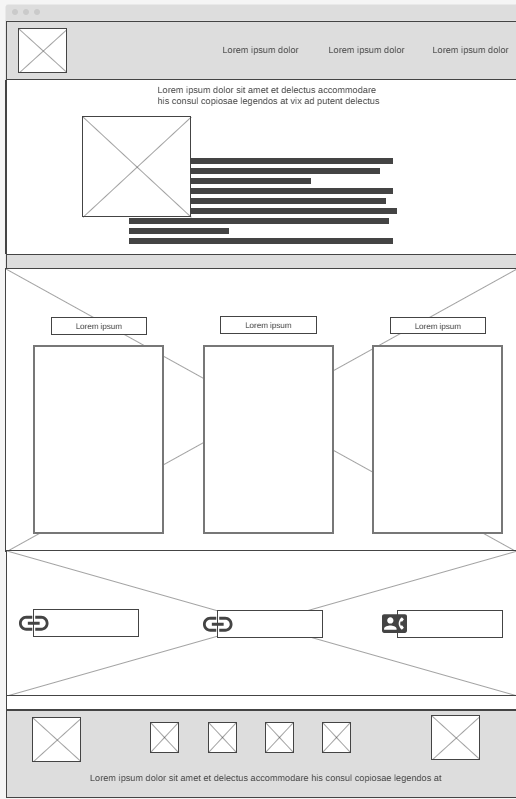 Lorem ipsum dolor
Lorem ipsum dolor
Lorem ipsum dolor
Lorem ipsum dolor sit amet et delectus accommodare
his consul copiosae legendos at vix ad putent delectus
Lorem ipsum
Lorem ipsum
Lorem ipsum
Lorem ipsum dolor sit amet et delectus accommodare his consul copiosae legendos at